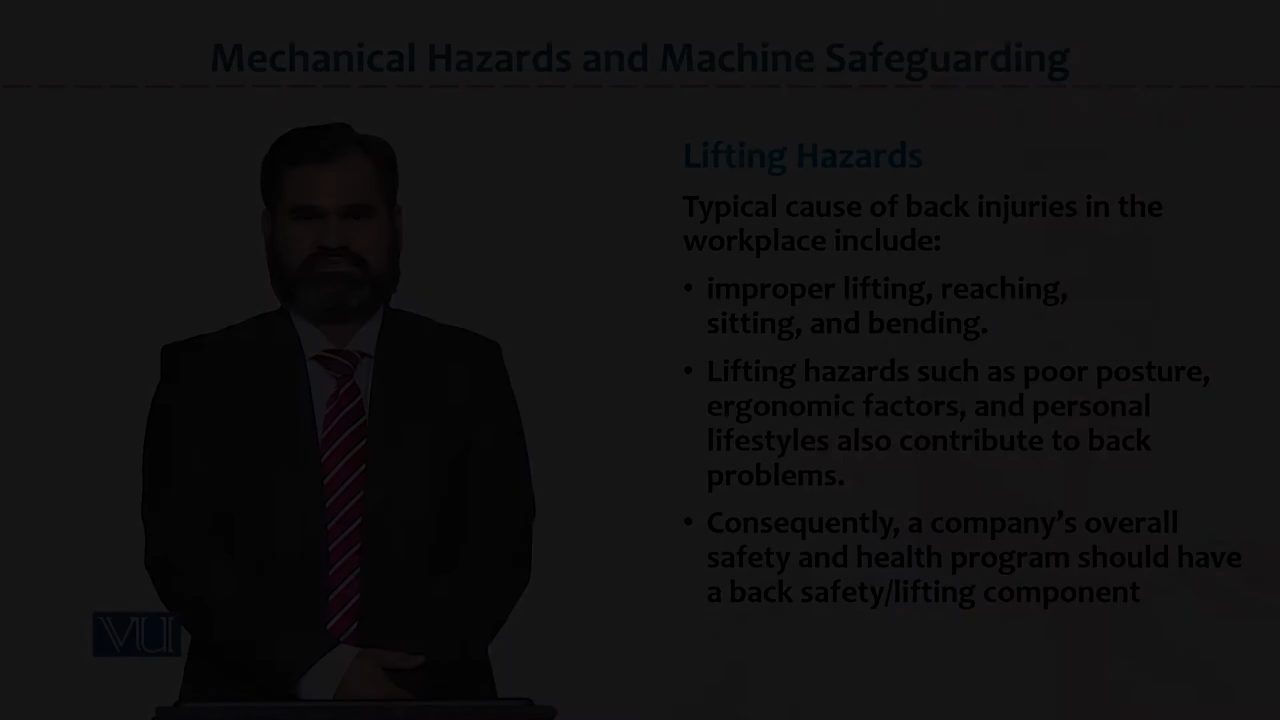 Mechanical Hazards and Machine Safeguarding
Lifting Hazards
Typical cause of back injuries in the
workplace include:
• improper lifting, reaching,
sitting, and bending.
• Lifting hazards such as poor posture,
ergonomic factors, and personal
lifestyles also contribute to back
problems.
• Consequently, a company’s overall
safety and health program should have
a back safety/lifting component
VU